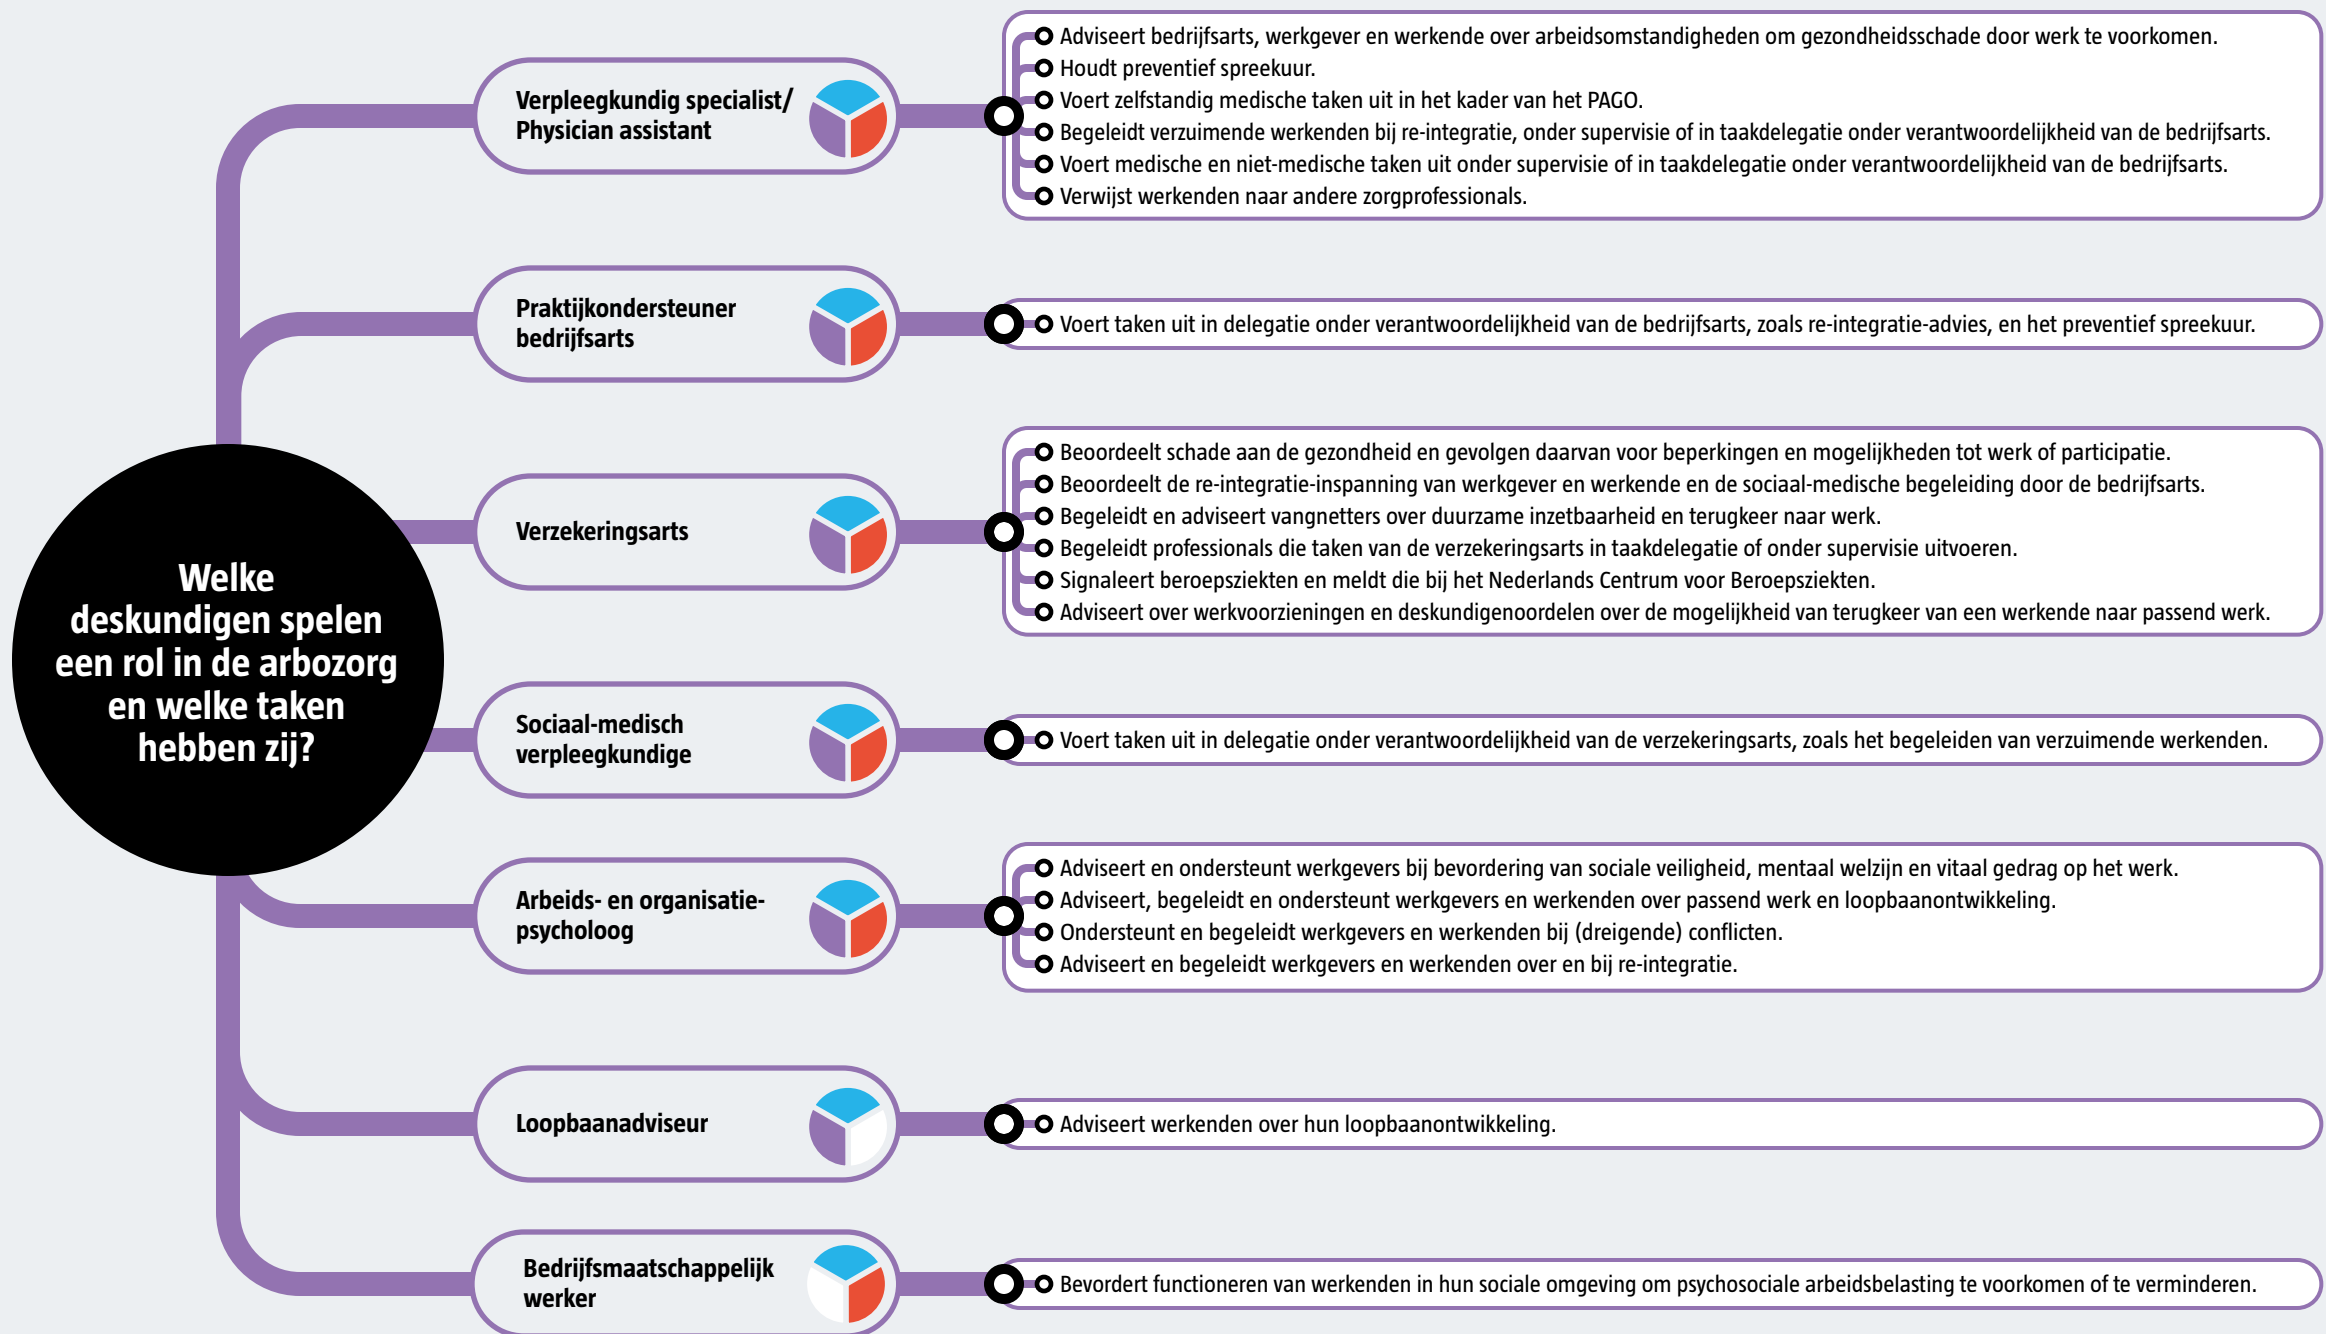 Welke
deskundigen spelen
een rol in de arbozorg
en welke taken
hebben zij?
Verpleegkundig specialist/
Physician assistant
Adviseert bedrijfsarts, werkgever en werkende over arbeidsomstandigheden om gezondheidsschade door werk te voorkomen.
Houdt preventief spreekuur.
Voert zelfstandig medische taken uit in het kader van het PAGO.
Begeleidt verzuimende werkenden bij re-integratie, onder supervisie of in taakdelegatie onder verantwoordelijkheid van de bedrijfsarts.
Voert medische en niet-medische taken uit onder supervisie of in taakdelegatie onder verantwoordelijkheid van de bedrijfsarts.
Verwijst werkenden naar andere zorgprofessionals.
Praktijkondersteuner
bedrijfsarts
Voert taken uit in delegatie onder verantwoordelijkheid van de bedrijfsarts, zoals re-integratie-advies, en het preventief spreekuur.
Verzekeringsarts
Beoordeelt schade aan de gezondheid en gevolgen daarvan voor beperkingen en mogelijkheden tot werk of participatie.
Beoordeelt de re-integratie-inspanning van werkgever en werkende en de sociaal-medische begeleiding door de bedrijfsarts.
Begeleidt en adviseert vangnetters over duurzame inzetbaarheid en terugkeer naar werk.
Begeleidt professionals die taken van de verzekeringsarts in taakdelegatie of onder supervisie uitvoeren.
Signaleert beroepsziekten en meldt die bij het Nederlands Centrum voor Beroepsziekten.
Adviseert over werkvoorzieningen en deskundigenoordelen over de mogelijkheid van terugkeer van een werkende naar passend werk.
Sociaal-medisch
verpleegkundige
Voert taken uit in delegatie onder verantwoordelijkheid van de verzekeringsarts, zoals het begeleiden van verzuimende werkenden.
Arbeids- en organisatie-
psycholoog
Adviseert en ondersteunt werkgevers bij bevordering van sociale veiligheid, mentaal welzijn en vitaal gedrag op het werk.
Adviseert, begeleidt en ondersteunt werkgevers en werkenden over passend werk en loopbaanontwikkeling.
Ondersteunt en begeleidt werkgevers en werkenden bij (dreigende) conflicten.
Adviseert en begeleidt werkgevers en werkenden over en bij re-integratie.
Loopbaanadviseur
Adviseert werkenden over hun loopbaanontwikkeling.
Bedrijfsmaatschappelijk
werker
Bevordert functioneren van werkenden in hun sociale omgeving om psychosociale arbeidsbelasting te voorkomen of te verminderen.